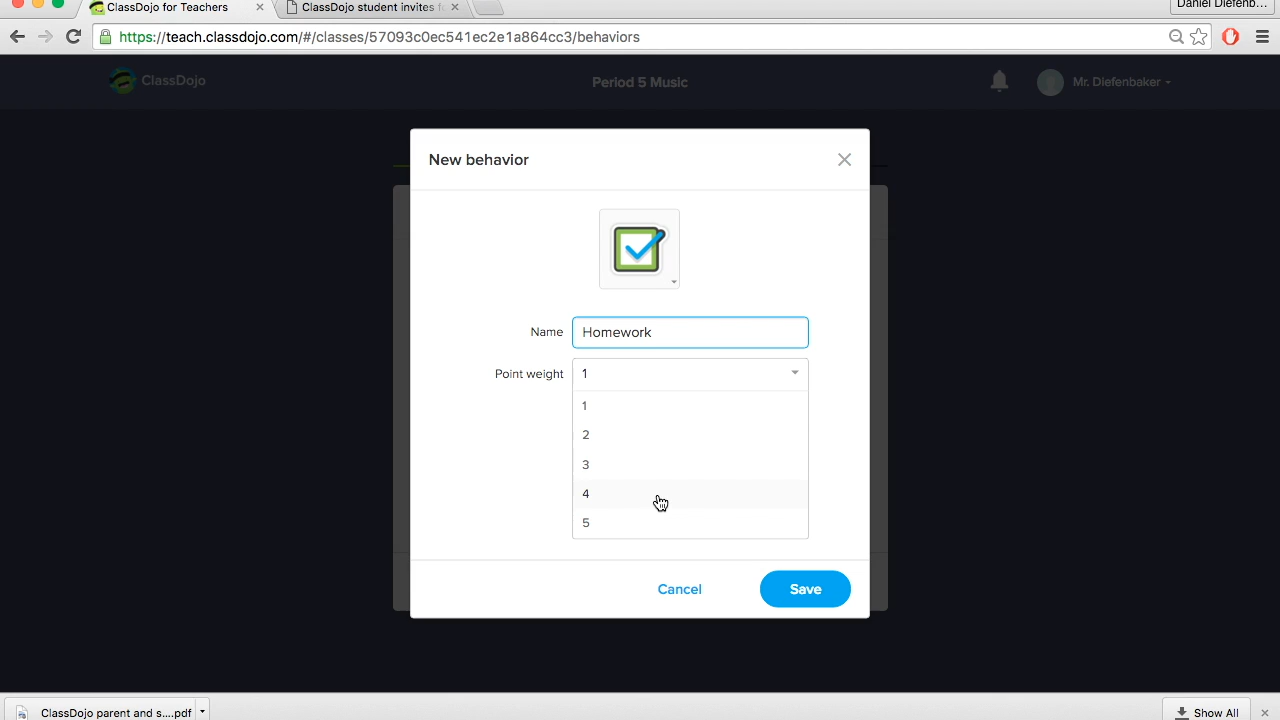 ClassDojo for Teachers
ClassDojo student invites f
Daniel Diefenb...
https://teach.classdojo.com/#/classes/57093c0ec541ec2e1a864cc3/behaviors
ClassDojo
Period 5 Music
Mr. Diefenbaker
New behavior
Name
Homework
Point weight
1
1
2
3
4
5
Cancel
Save
ClassDojo parent and s....pdf
Show All